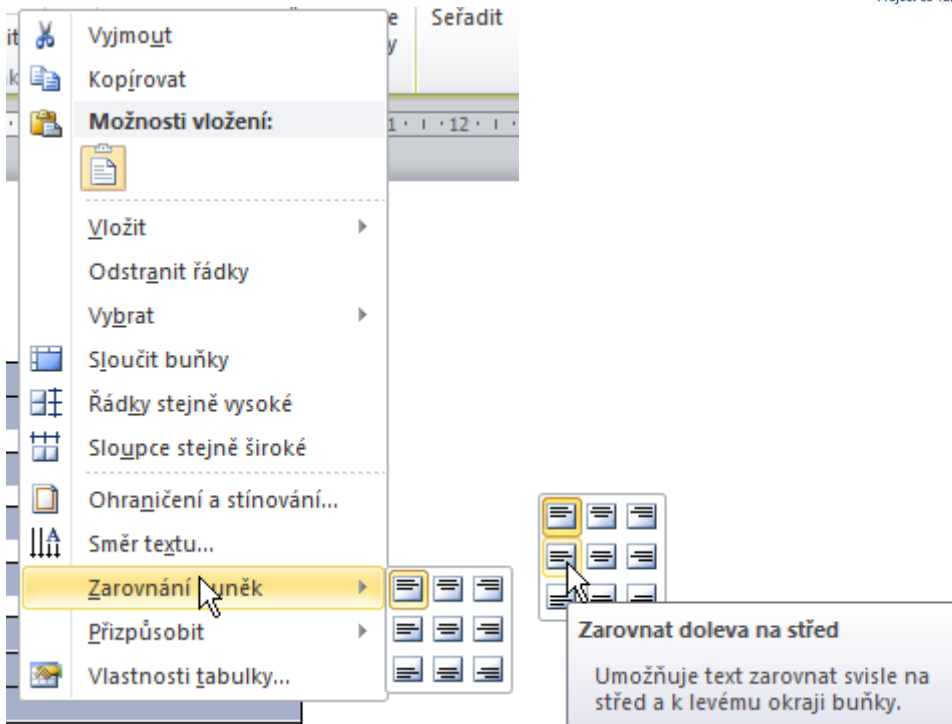 Seřadit
Vyjmout
Kopírovat
Možnosti vložení:
1 · ı · 12 · ı ·
Vložit
Odstranit řádky
Vybrat
Sloučit buňky
Řádky stejně vysoké
Sloupce stejně široké
Ohraničení a stínování...
Směr textu...
Zarovnání
Přizpůsobit
Vlastnosti tabulky...
Zarovnat doleva na střed
Umožňuje text zarovnat svisle na
střed a k levému okraji buňky.